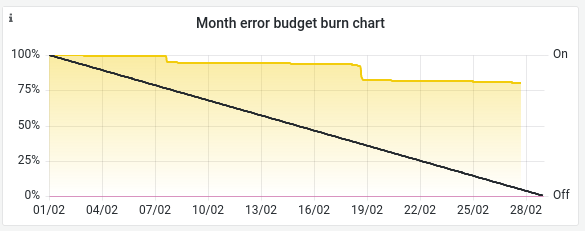 i
Month error budget burn chart
100% On
75%
50%
25%
0% Off
01/02 04/02 07/02 10/02 13/02 16/02 19/02 22/02 25/02 28/02